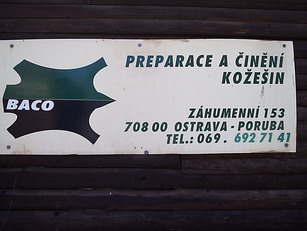 PREPARACE A ČINĚNÍ
KOŽEŠIN
BACO
ZÁHUMENNÍ 153
708 00 OSTRAVA - PORUBA
TEL.: 069. 692 71 41